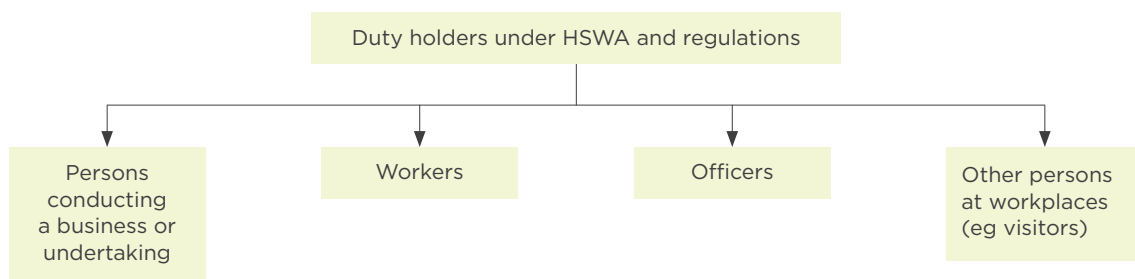 Duty holders under HSWA and regulations
Persons
conducting
a business or
undertaking
Workers
Officers
Other persons
at workplaces
(eg visitors)